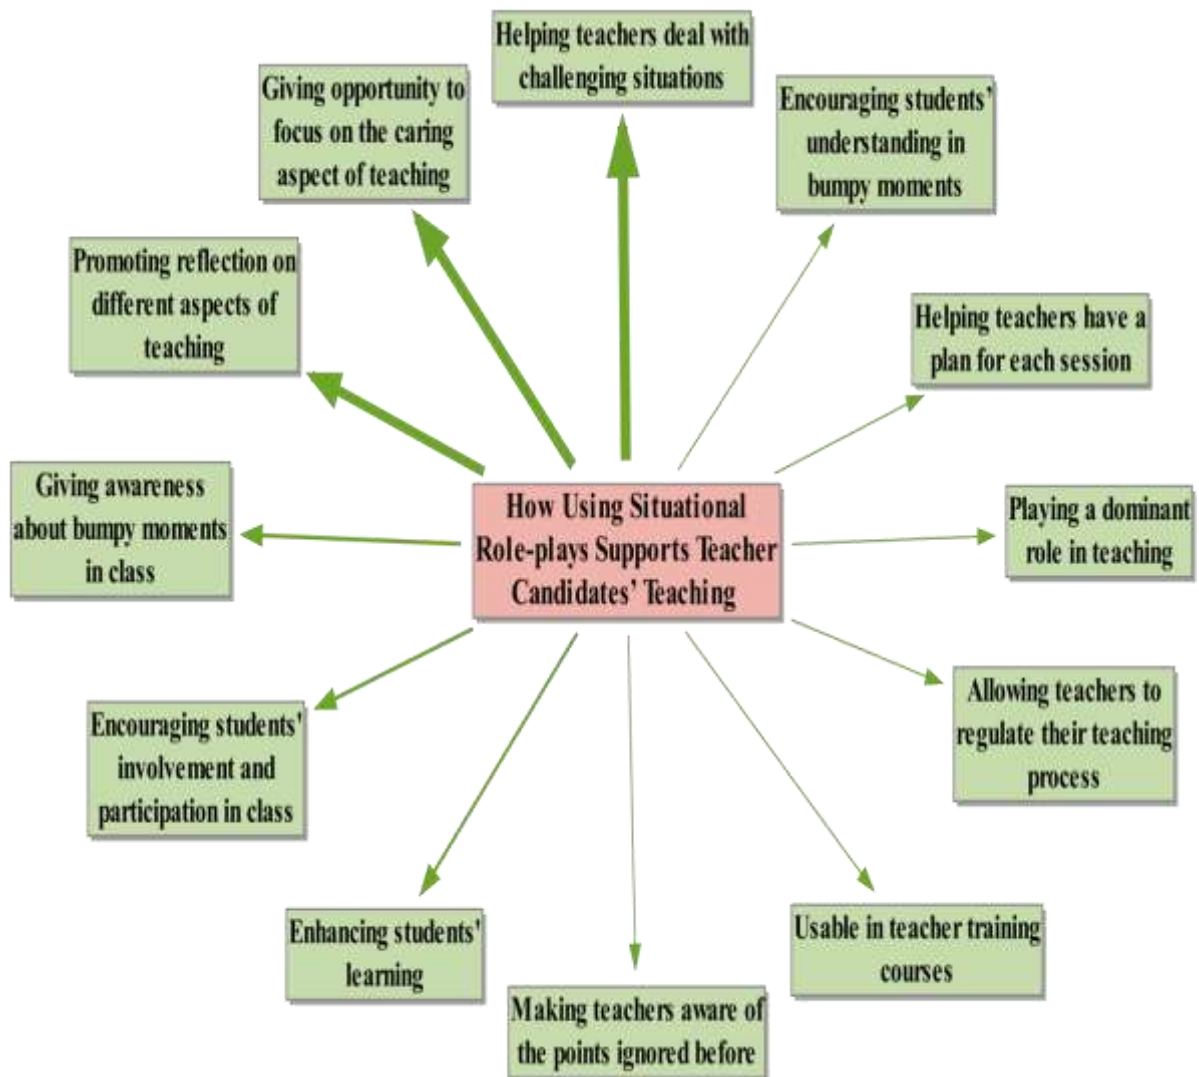 Helping teachers deal with
challenging situations
Giving opportunity to
focus on the caring
aspect of teaching
Encouraging students’
understanding in
bumpy moments
Promoting reflection on
different aspects of
teaching
Helping teachers have a
plan for each session
Giving awareness
about bumpy moments
in class
How Using Situational
Role-plays Supports Teacher
Candidates’ Teaching
Playing a dominant
role in teaching
Encouraging students'
involvement and
participation in class
Allowing teachers to
regulate their teaching
process
Enhancing students'
learning
Making teachers aware of
the points ignored before
Usable in teacher training
courses